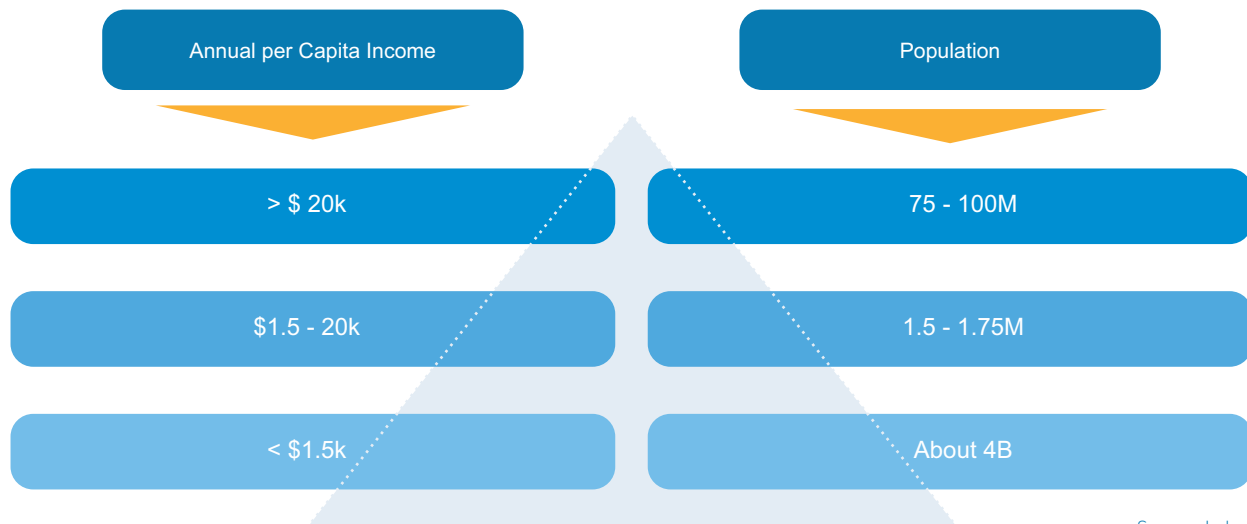 Annual per Capita Income
Population
> $ 20k
75 - 100M
$1.5 - 20k
1.5 - 1.75M
< $1.5k
About 4B